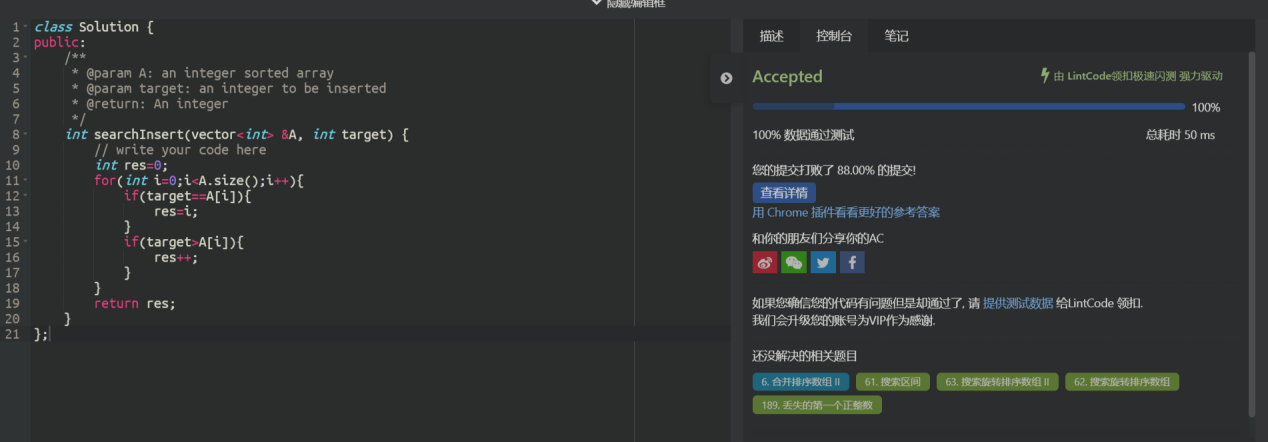 隐藏编辑框
1 class Solution {
2 public:
3     /**
4      * @param A: an integer sorted array
5      * @param target: an integer to be inserted
6      * @return: An integer
7      */
8     int searchInsert(vector<int> &A, int target) {
9         // write your code here
10         int res=0;
11         for(int i=0;i<A.size();i++){
12             if(target==A[i]){
13                 res=i;
14             }
15             if(target>A[i]){
16                 res++;
17             }
18         }
19         return res;
20     }
21 };
描述 控制台 笔记
Accepted 由 LintCode领扣极速闪测 强力驱动
100%
100% 数据通过测试 总耗时 50 ms
您的提交打败了 88.00% 的提交!
查看详情
用 Chrome 插件看看更好的参考答案
和你的朋友们分享你的AC
如果您确信您的代码有问题但是却通过了, 请 提供测试数据 给LintCode 领扣.
我们会升级您的账号为VIP作为感谢.
还没解决的相关题目
6. 合并排序数组 II 61. 搜索区间 63. 搜索旋转排序数组 II 62. 搜索旋转排序数组
189. 丢失的第一个正整数